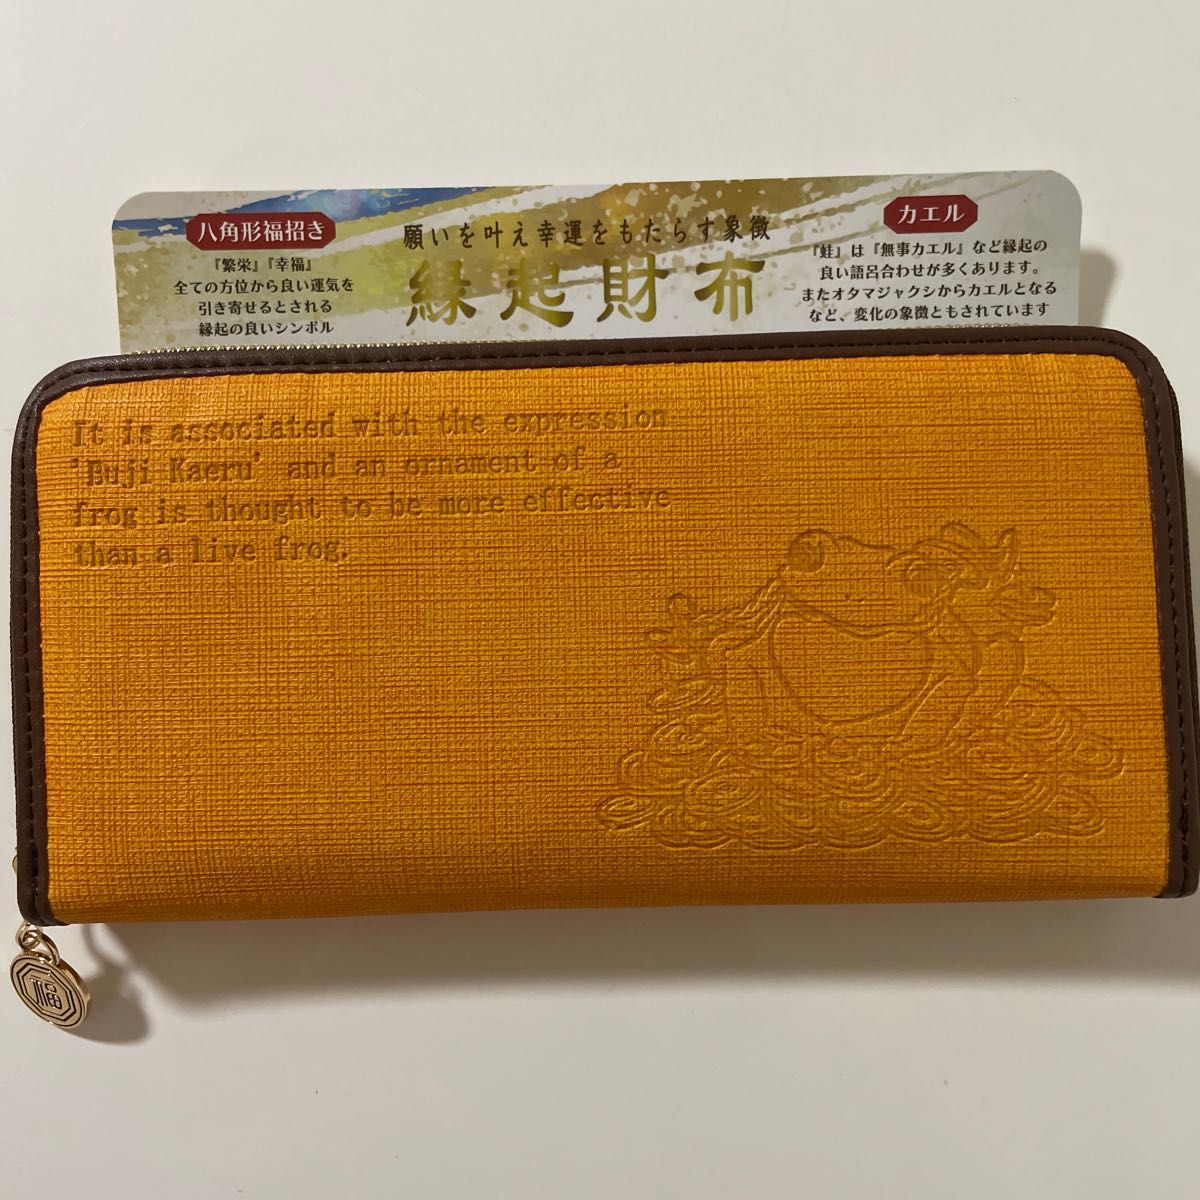 八角形福招き
『繁栄』『幸福』
全ての方位から良い運気を
引き寄せるとされる
縁起の良いシンボル
願いを叶え幸運をもたらす象徴
縁起財布
カエル
『蛙』は『無事カエル』など縁起の
良い語呂合わせが多くあります。
またオタマジャクシからカエルとなる
など、変化の象徴ともされています
It is associated with the expression
'Buji Kaeru' and an ornament of a
frog is thought to be more effective
than a live frog.
福